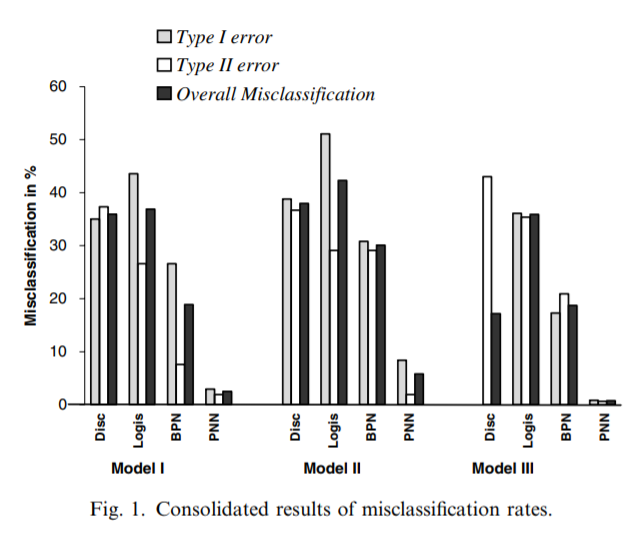 Type I error
Type II error
Overall Misclassification
60
50
40
30
20
10
0
Misclassification in %
Disc Logis BPN PNN Disc Logis BPN PNN Disc Logis BPN PNN
Model I Model II Model III
Fig. 1. Consolidated results of misclassification rates.